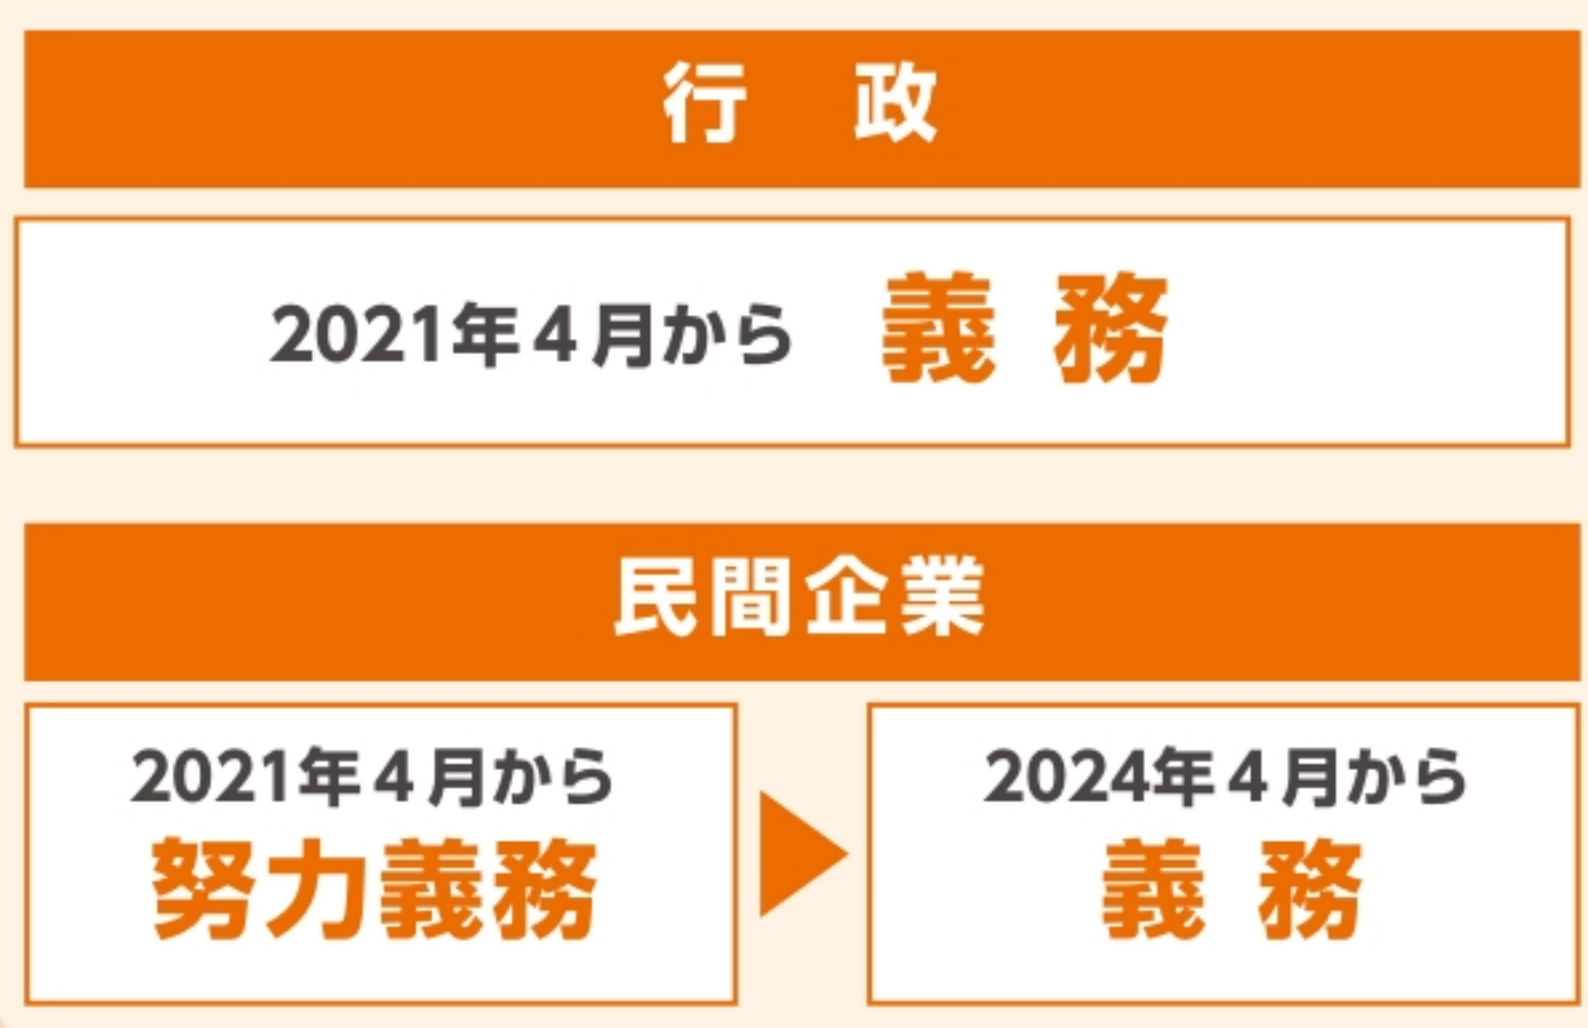 行　政
2021年４月から　義 務
民間企業
2021年４月から
努力義務
2024年４月から
義 務